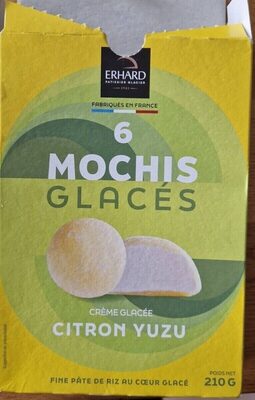 ERHARD
PATISSIER GLACIER
FABRIQUÉS EN FRANCE
6
MOCHIS
GLACÉS
CRÈME GLACÉE
CITRON YUZU
POIDS NET
FINE PÂTE DE RIZ AU CŒUR GLACÉ
210 G